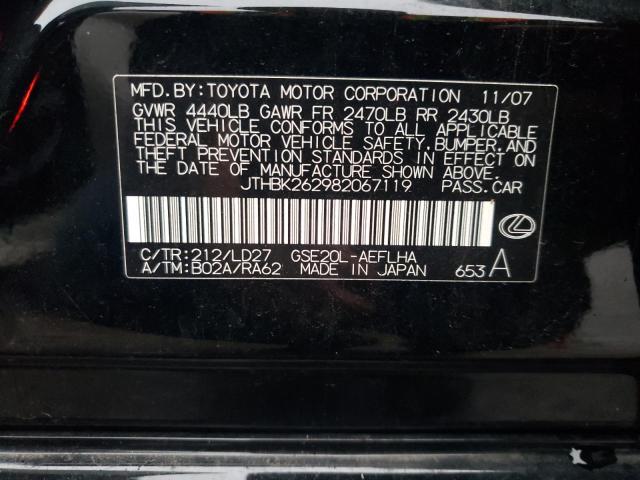 MFD.BY:TOYOTA MOTOR CORPORATION 11/07
GVWR 4440LB GAWR FR 2470LB RR 2430LB
THIS VEHICLE CONFORMS TO ALL APPLICABLE
FEDERAL MOTOR VEHICLE SAFETY,BUMPER,AND
THEFT PREVENTION STANDARDS IN EFFECT ON
THE DATE OF MANUFACTURE SHOWN ABOVE.
JTHBK262982067119 PASS.CAR
C/TR:212/LD27 GSE20L-AEFLHA
A/TM:B02A/RA62 MADE IN JAPAN 653A